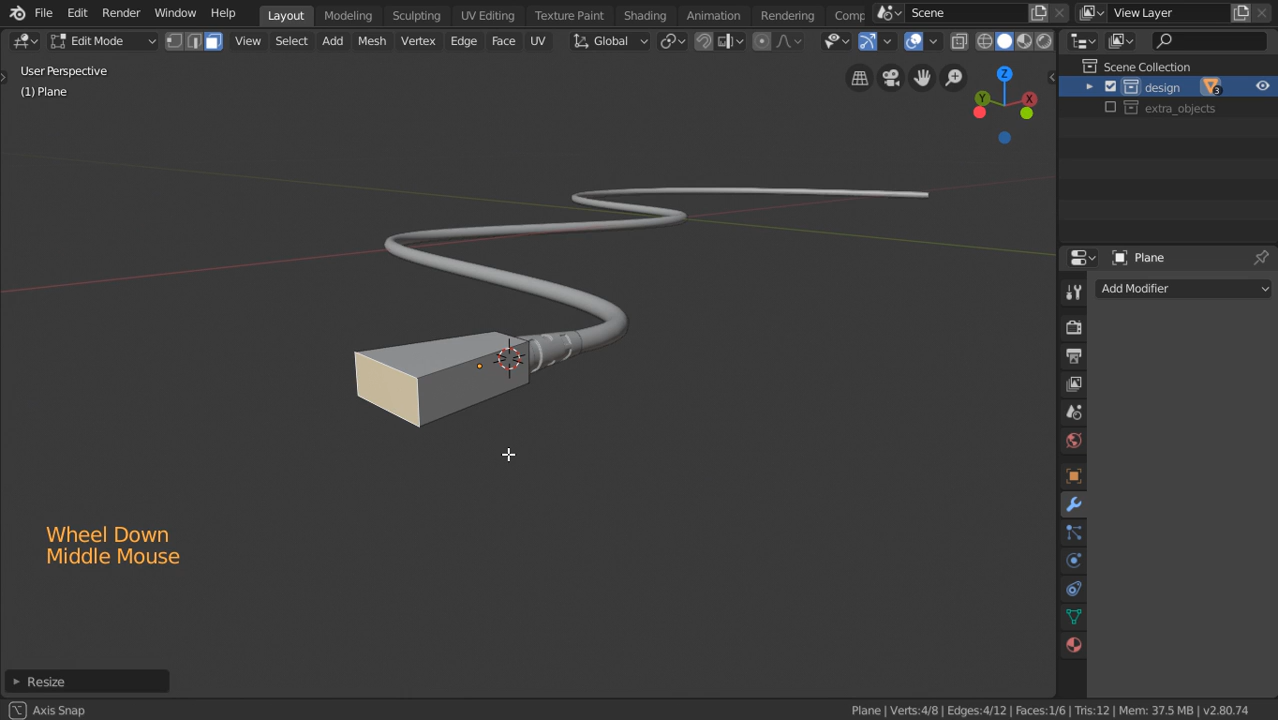 File Edit Render Window Help Layout Modeling Sculpting UV Editing Texture Paint Shading Animation Rendering Comp Scene View Layer
Edit Mode View Select Add Mesh Vertex Edge Face UV Global
User Perspective
(1) Plane
Z
Y
X
Scene Collection
design 3
extra_objects
Plane
Add Modifier
Wheel Down
Middle Mouse
Resize
Axis Snap
Plane | Verts:4/8 | Edges:4/12 | Faces:1/6 | Tris:12 | Mem: 37.5 MB | v2.80.74